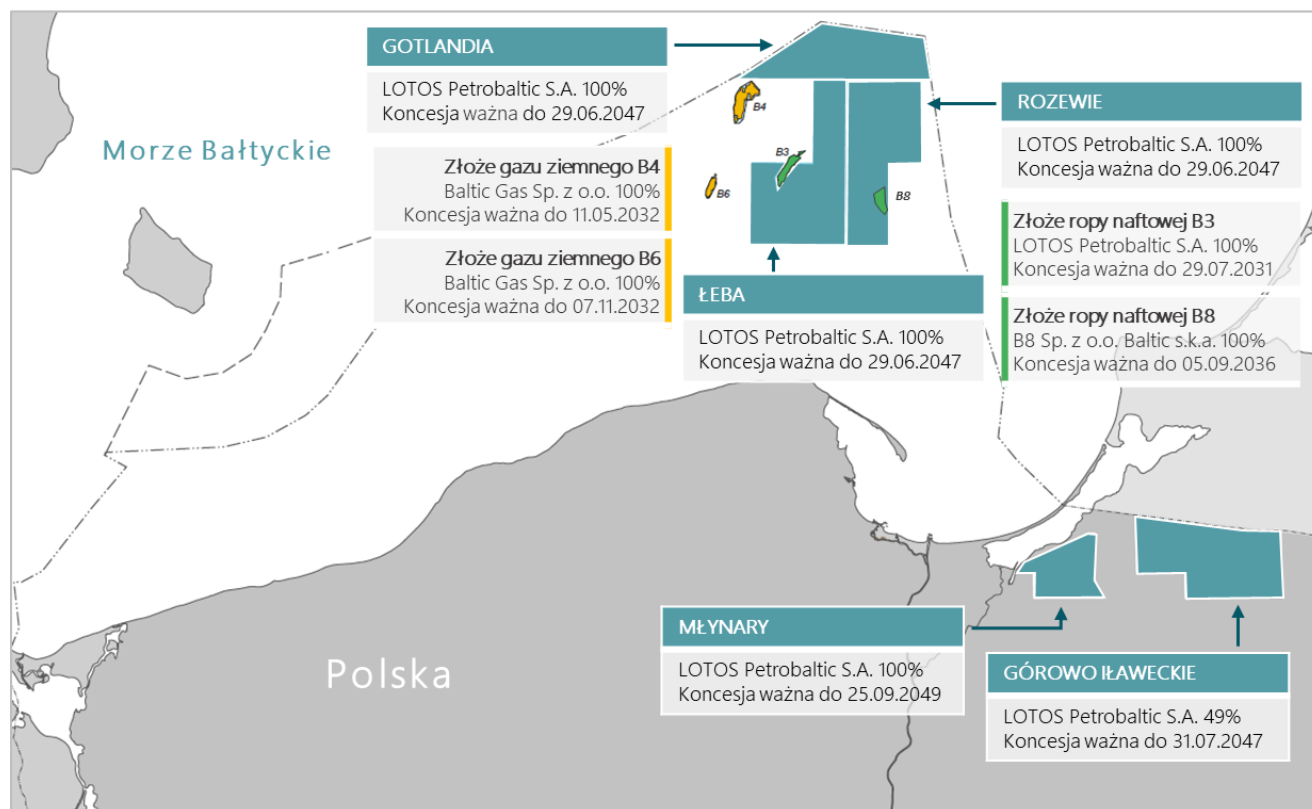 GOTLANDIA
LOTOS Petrobaltic S.A. 100%
Koncesja ważna do 29.06.2047
Morze Bałtyckie
Złoże gazu ziemnego B4
Baltic Gas Sp. z o.o. 100%
Koncesja ważna do 11.05.2032
Złoże gazu ziemnego B6
Baltic Gas Sp. z o.o. 100%
Koncesja ważna do 07.11.2032
B4
B3
B6
B8
ROZEWIE
LOTOS Petrobaltic S.A. 100%
Koncesja ważna do 29.06.2047
Złoże ropy naftowej B3
LOTOS Petrobaltic S.A. 100%
Koncesja ważna do 29.07.2031
Złoże ropy naftowej B8
B8 Sp. z o.o. Baltic s.k.a. 100%
Koncesja ważna do 05.09.2036
ŁEBA
LOTOS Petrobaltic S.A. 100%
Koncesja ważna do 29.06.2047
Polska
MŁYNARY
LOTOS Petrobaltic S.A. 100%
Koncesja ważna do 25.09.2049
GÓROWO IŁAWECKIE
LOTOS Petrobaltic S.A. 49%
Koncesja ważna do 31.07.2047